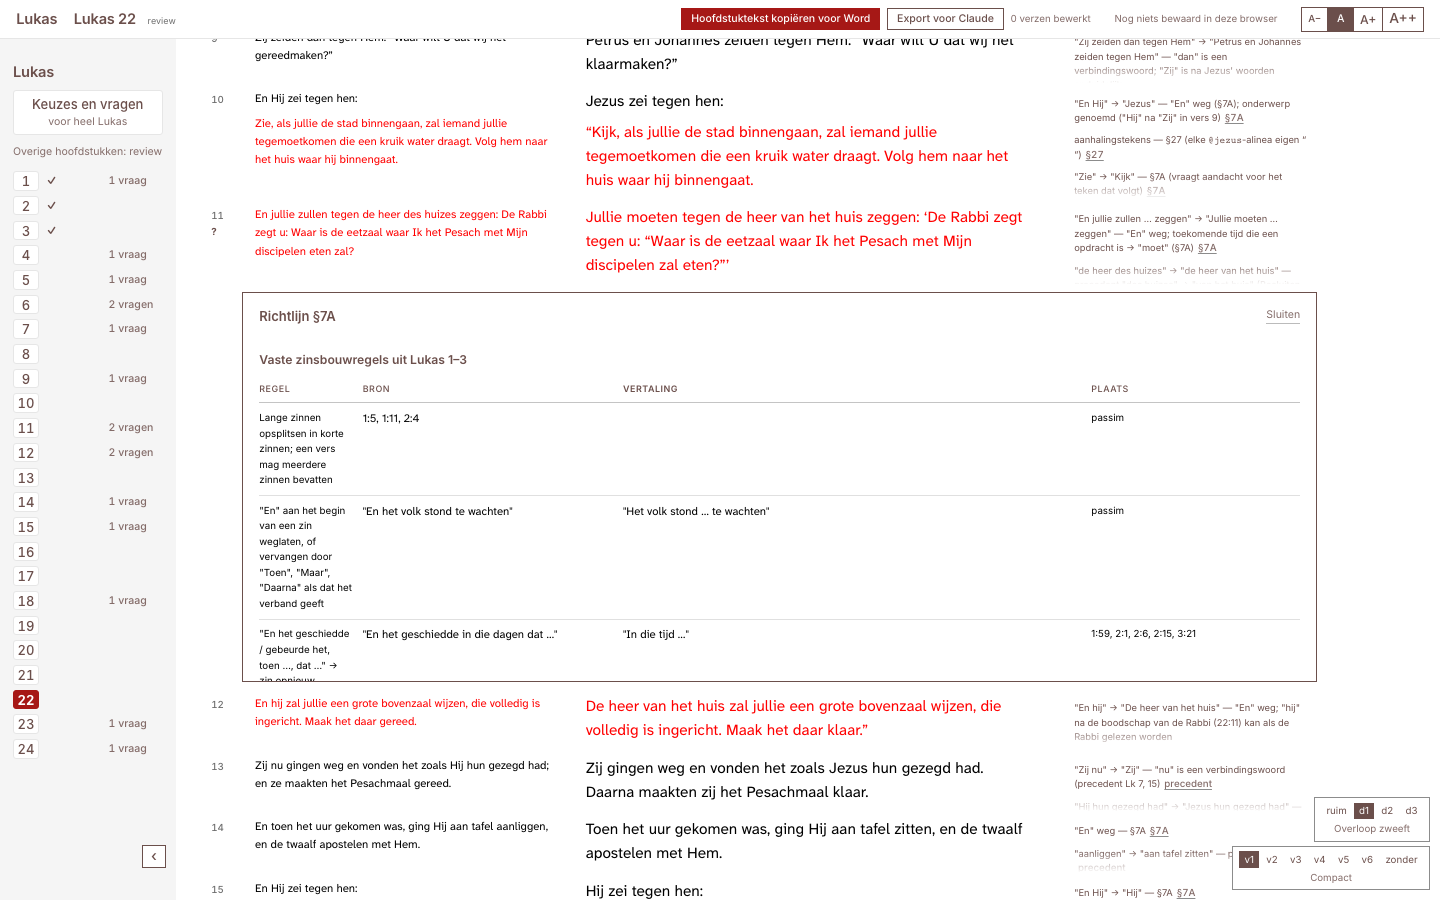 Lukas Lukas 22 review
Hoofdstuktekst kopiëren voor Word Export voor Claude 0 verzen bewerkt Nog niets bewaard in deze browser A− A A+ A++
Lukas
Keuzes en vragen
voor heel Lukas
Overige hoofdstukken: review
1 ✓ 1 vraag
2 ✓
3 ✓
4 1 vraag
5 1 vraag
6 2 vragen
7 1 vraag
8
9 1 vraag
10
11 2 vragen
12 2 vragen
13
14 1 vraag
15 1 vraag
16
17
18 1 vraag
19
20
21
22
23 1 vraag
24 1 vraag
‹
gereedmaken?”
Petrus en Johannes zeiden tegen Hem: “Waar wilt U dat wij het
klaarmaken?”
"Zij zeiden dan tegen Hem" → "Petrus en Johannes
zeiden tegen Hem" — "dan" is een
verbindingswoord; "Zij" is na Jezus' woorden
10
En Hij zei tegen hen:
Zie, als jullie de stad binnengaan, zal iemand jullie
tegemoetkomen die een kruik water draagt. Volg hem naar
het huis waar hij binnengaat.
Jezus zei tegen hen:
“Kijk, als jullie de stad binnengaan, zal iemand jullie
tegemoetkomen die een kruik water draagt. Volg hem naar het
huis waar hij binnengaat.
"En Hij" → "Jezus" — "En" weg (§7A); onderwerp
genoemd ("Hij" na "Zij" in vers 9) §7A
aanhalingstekens — §27 (elke @jezus-alinea eigen “
”) §27
"Zie" → "Kijk" — §7A (vraagt aandacht voor het
teken dat volgt) §7A
11
?
En jullie zullen tegen de heer des huizes zeggen: De Rabbi
zegt u: Waar is de eetzaal waar Ik het Pesach met Mijn
discipelen eten zal?
Jullie moeten tegen de heer van het huis zeggen: ‘De Rabbi zegt
tegen u: “Waar is de eetzaal waar Ik het Pesach met Mijn
discipelen zal eten?”’
"En jullie zullen ... zeggen" → "Jullie moeten ...
zeggen" — "En" weg; toekomende tijd die een
opdracht is → "moet" (§7A) §7A
"de heer des huizes" → "de heer van het huis" —
Richtlijn §7A Sluiten
Vaste zinsbouwregels uit Lukas 1–3
REGEL BRON VERTALING PLAATS
Lange zinnen
opsplitsen in korte
zinnen; een vers
mag meerdere
zinnen bevatten
1:5, 1:11, 2:4
passim
"En" aan het begin
van een zin
weglaten, of
vervangen door
"Toen", "Maar",
"Daarna" als dat het
verband geeft
"En het volk stond te wachten"
"Het volk stond ... te wachten"
passim
"En het geschiedde
/ gebeurde het,
toen ..., dat ..." →
zin opnieuw
"En het geschiedde in die dagen dat ..."
"In die tijd ..."
1:59, 2:1, 2:6, 2:15, 3:21
12
En hij zal jullie een grote bovenzaal wijzen, die volledig is
ingericht. Maak het daar gereed.
De heer van het huis zal jullie een grote bovenzaal wijzen, die
volledig is ingericht. Maak het daar klaar.”
"En hij" → "De heer van het huis" — "En" weg; "hij"
na de boodschap van de Rabbi (22:11) kan als de
Rabbi gelezen worden
13
Zij nu gingen weg en vonden het zoals Hij hun gezegd had;
en ze maakten het Pesachmaal gereed.
Zij gingen weg en vonden het zoals Jezus hun gezegd had.
Daarna maakten zij het Pesachmaal klaar.
"Zij nu" → "Zij" — "nu" is een verbindingswoord
(precedent Lk 7, 15) precedent
"Hij hun gezegd had" → "Jezus hun gezegd had" —
14
En toen het uur gekomen was, ging Hij aan tafel aanliggen,
en de twaalf apostelen met Hem.
Toen het uur gekomen was, ging Hij aan tafel zitten, en de twaalf
apostelen met Hem.
"En" weg — §7A §7A
"aanliggen" → "aan tafel zitten" —
precedent
15
En Hij zei tegen hen:
Hij zei tegen hen:
"En Hij" → "Hij" — §7A §7A
ruim d1 d2 d3
Overloop zweeft
v1 v2 v3 v4 v5 v6 zonder
Compact